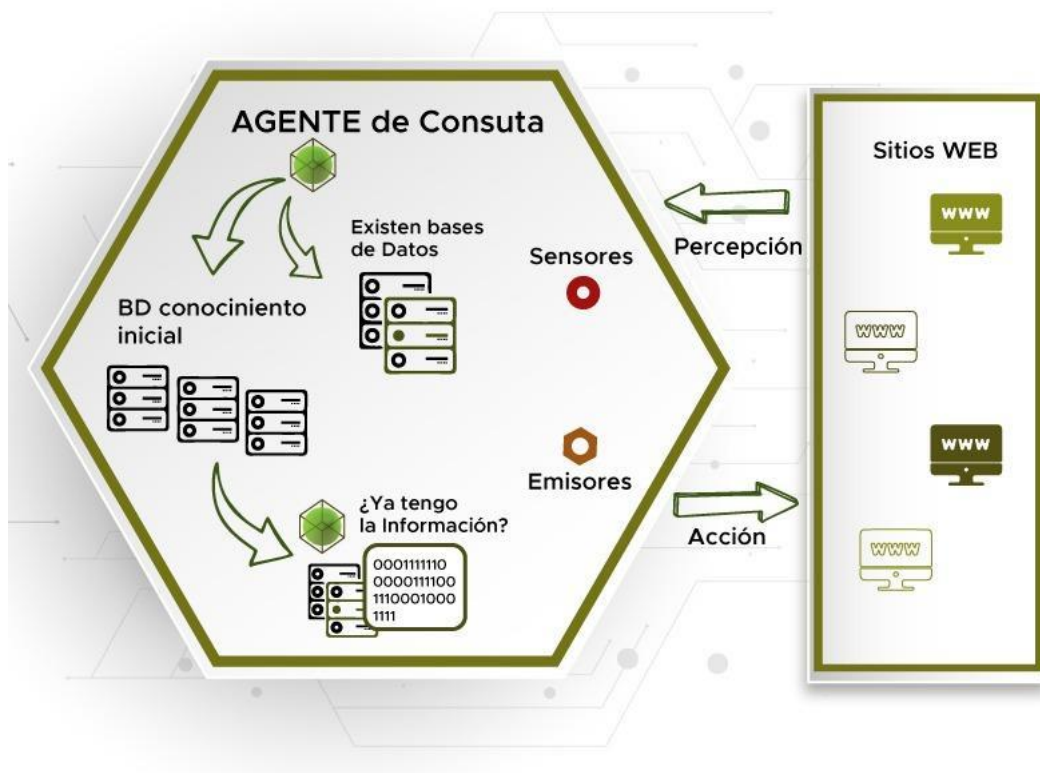 AGENTE de Consuta
Existen bases
de Datos
BD conociniento
inicial
¿Ya tengo
la Información?
0001111110
0000111100
1110001000
1111
Sensores
Emisores
Percepción
Acción
Sitios WEB
WWW
WWW
WWW
WWW